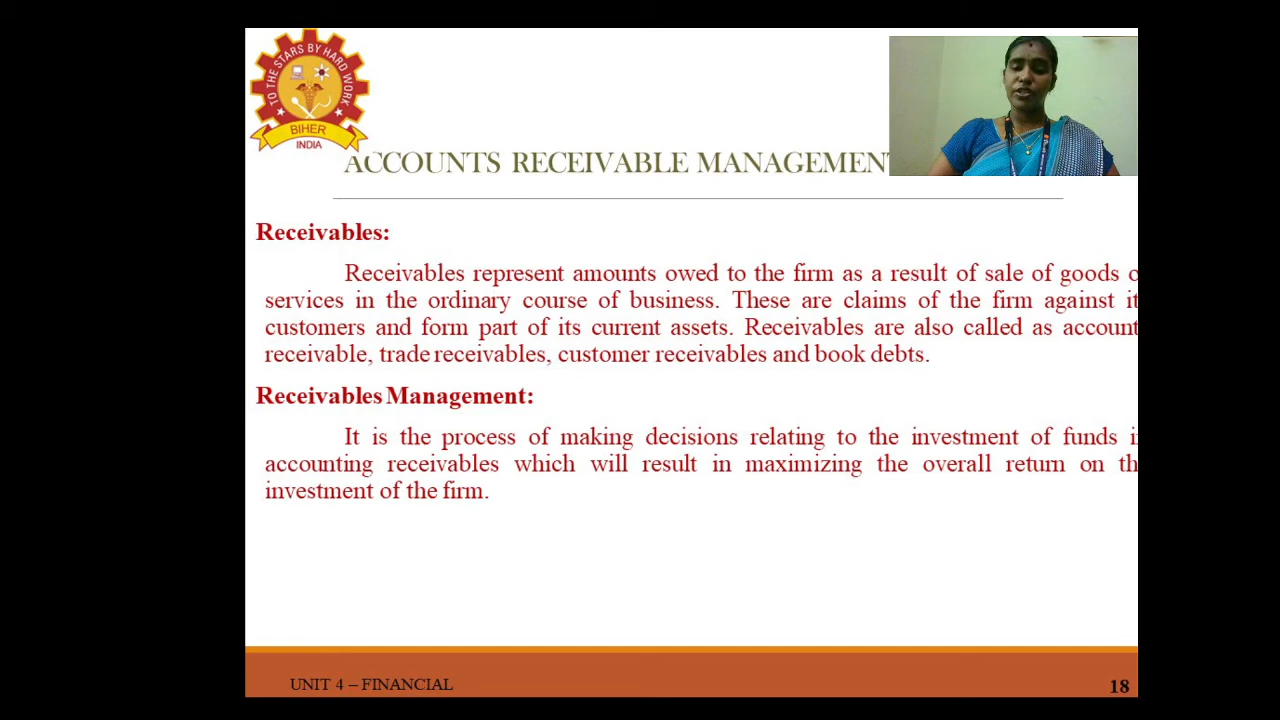 TO THE STARS BY HARD WORK
BIHER
INDIA
ACCOUNTS RECEIVABLE MANAGEMENT
Receivables:
Receivables represent amounts owed to the firm as a result of sale of goods
services in the ordinary course of business. These are claims of the firm against
customers and form part of its current assets. Receivables are also called as account
receivable, trade receivables, customer receivables and book debts.
Receivables Management:
It is the process of making decisions relating to the investment of funds
accounting receivables which will result in maximizing the overall return on th
investment of the firm.
UNIT 4 – FINANCIAL
18